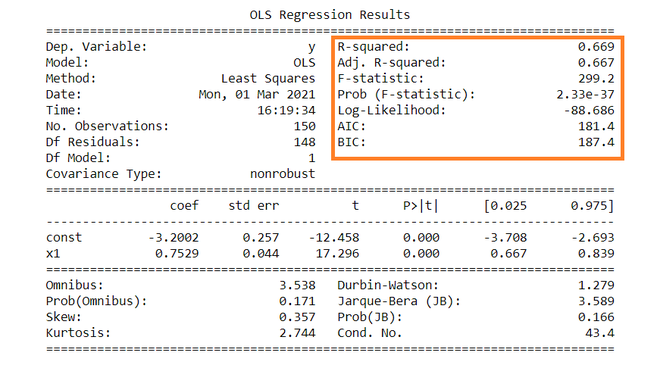 OLS Regression Results
==============================================================================
Dep. Variable: y R-squared: 0.669
Model: OLS Adj. R-squared: 0.667
Method: Least Squares F-statistic: 299.2
Date: Mon, 01 Mar 2021 Prob (F-statistic): 2.33e-37
Time: 16:19:34 Log-Likelihood: -88.686
No. Observations: 150 AIC: 181.4
Df Residuals: 148 BIC: 187.4
Df Model: 1
Covariance Type: nonrobust
==============================================================================
coef std err t P>|t| [0.025 0.975]
------------------------------------------------------------------------------
const -3.2002 0.257 -12.458 0.000 -3.708 -2.693
x1 0.7529 0.044 17.296 0.000 0.667 0.839
==============================================================================
Omnibus: 3.538 Durbin-Watson: 1.279
Prob(Omnibus): 0.171 Jarque-Bera (JB): 3.589
Skew: 0.357 Prob(JB): 0.166
Kurtosis: 2.744 Cond. No. 43.4
==============================================================================